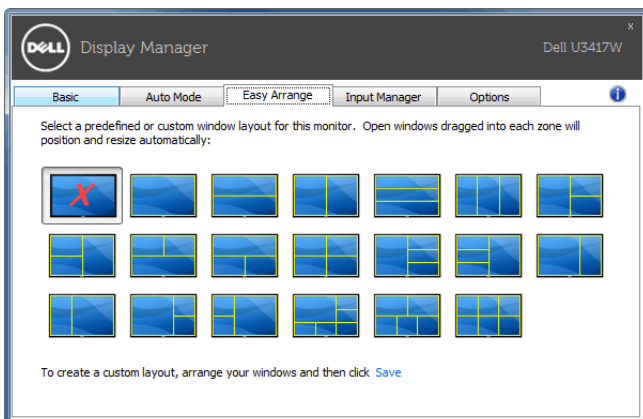 x
DELL Display Manager Dell U3417W
Basic Auto Mode Easy Arrange Input Manager Options i
Select a predefined or custom window layout for this monitor. Open windows dragged into each zone will
position and resize automatically:
X
To create a custom layout, arrange your windows and then click Save